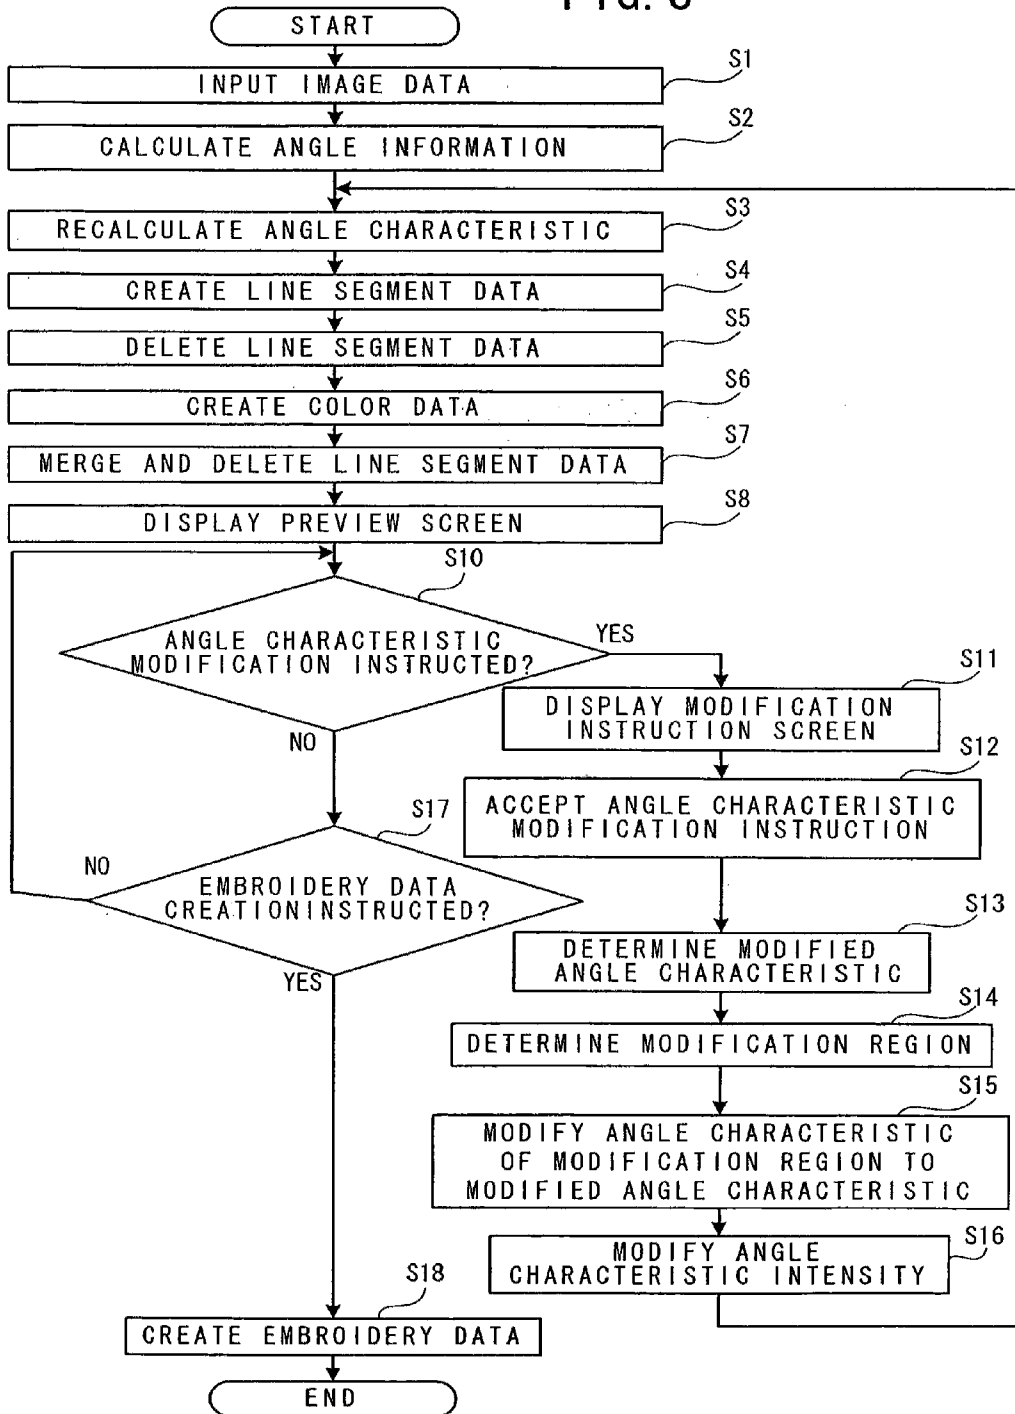 START
S1
INPUT IMAGE DATA
S2
CALCULATE ANGLE INFORMATION
S3
RECALCULATE ANGLE CHARACTERISTIC
S4
CREATE LINE SEGMENT DATA
S5
DELETE LINE SEGMENT DATA
S6
CREATE COLOR DATA
S7
MERGE AND DELETE LINE SEGMENT DATA
S8
DISPLAY PREVIEW SCREEN
S10
ANGLE CHARACTERISTIC
MODIFICATION INSTRUCTED?
YES
NO
S11
DISPLAY MODIFICATION
INSTRUCTION SCREEN
S12
ACCEPT ANGLE CHARACTERISTIC
MODIFICATION INSTRUCTION
S13
DETERMINE MODIFIED
ANGLE CHARACTERISTIC
S14
DETERMINE MODIFICATION REGION
S15
MODIFY ANGLE CHARACTERISTIC
OF MODIFICATION REGION TO
MODIFIED ANGLE CHARACTERISTIC
S16
MODIFY ANGLE
CHARACTERISTIC INTENSITY
S17
NO
EMBROIDERY DATA
CREATIONINSTRUCTED?
YES
S18
CREATE EMBROIDERY DATA
END